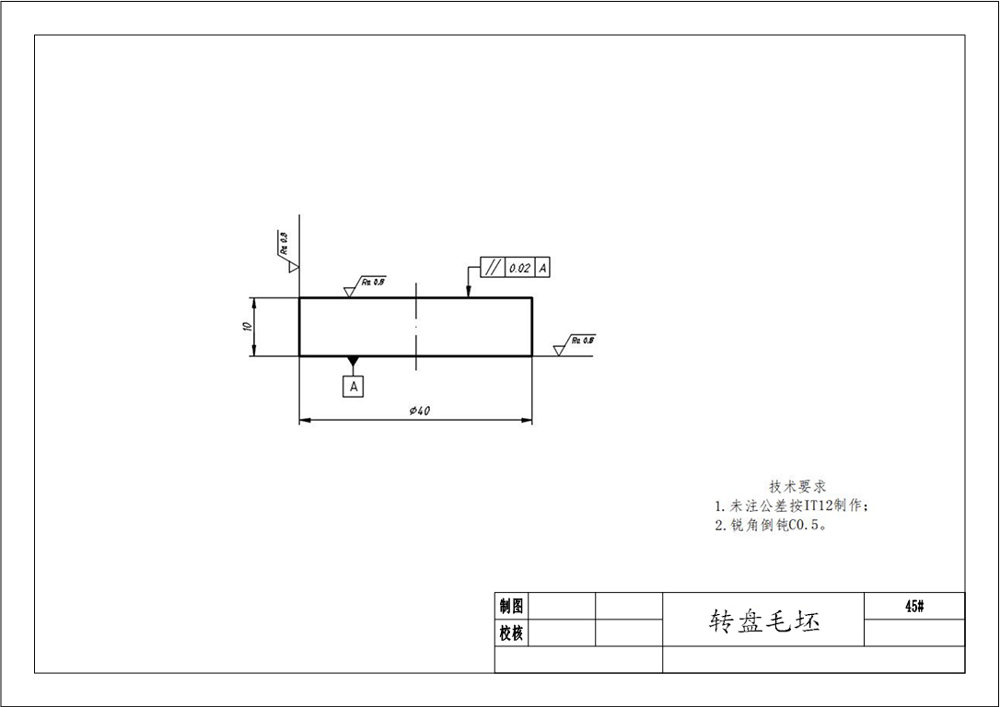 Ra 0.8
// 0.02 A
Ra 0.8
10
Ra 0.8
A
Φ40
技术要求
1.未注公差按IT12制作；
2.锐角倒钝C0.5。
制图
转盘毛坯
45#
校核